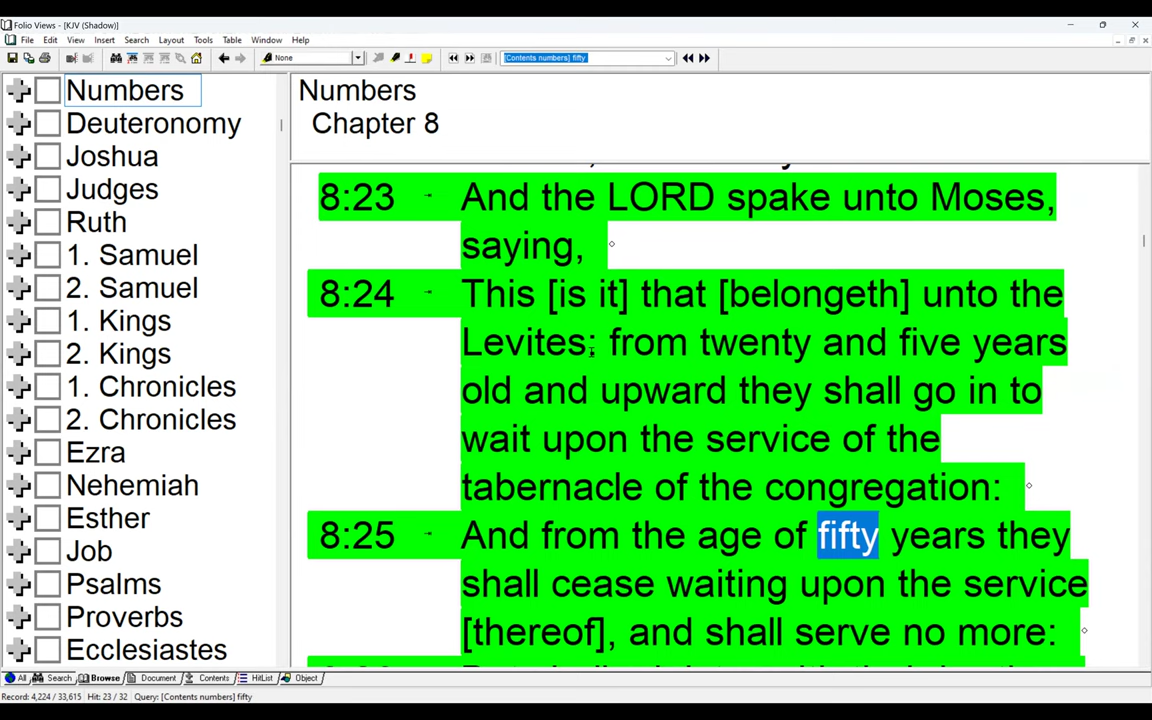 Folio Views - [KJV (Shadow)]
File Edit View Insert Search Layout Tools Table Window Help
None [Contents numbers] fifty
Numbers
Deuteronomy
Joshua
Judges
Ruth
1. Samuel
2. Samuel
1. Kings
2. Kings
1. Chronicles
2. Chronicles
Ezra
Nehemiah
Esther
Job
Psalms
Proverbs
Ecclesiastes
Numbers
Chapter 8
8:23 And the LORD spake unto Moses,
saying,
8:24 This [is it] that [belongeth] unto the
Levites: from twenty and five years
old and upward they shall go in to
wait upon the service of the
tabernacle of the congregation:
8:25 And from the age of fifty years they
shall cease waiting upon the service
[thereof], and shall serve no more:
All Search Browse Document Contents HitList Object
Record: 4,224 / 33,615 Hit: 23 / 32 Query: [Contents numbers] fifty